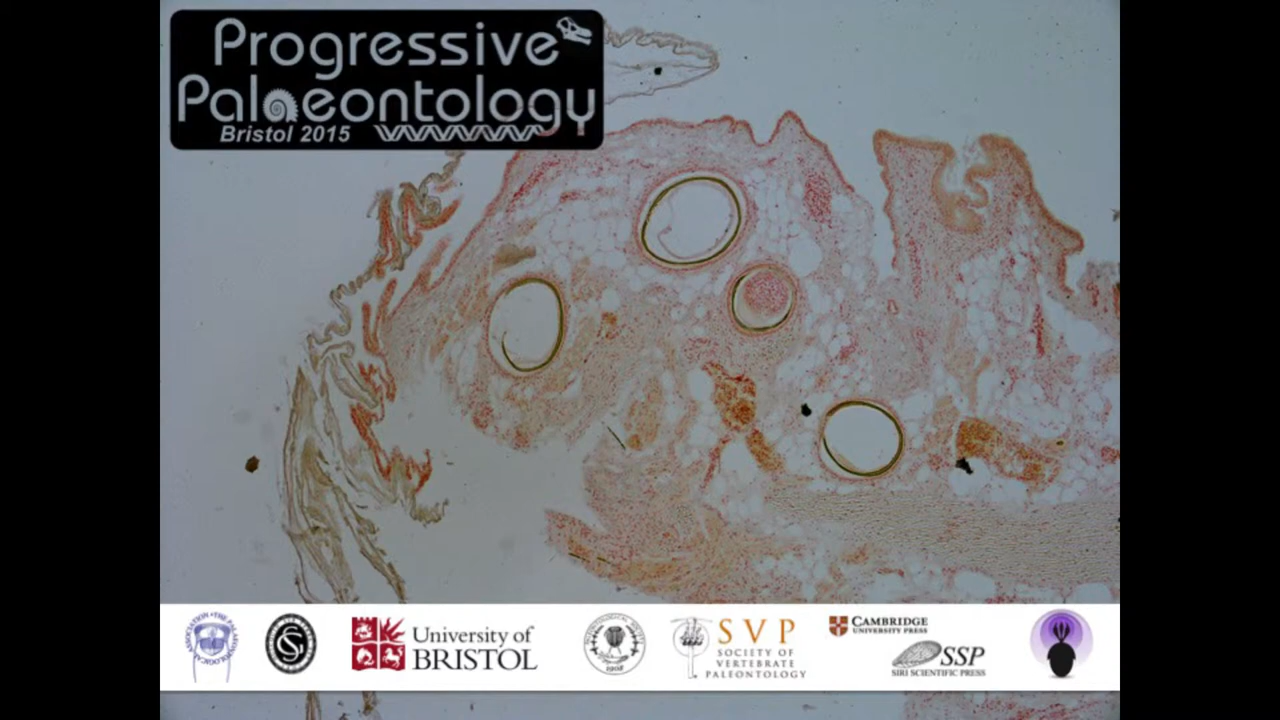 Progressive
Palaeontology
Bristol 2015
University of
BRISTOL
1908
SVP
SOCIETY OF
VERTEBRATE
PALEONTOLOGY
CAMBRIDGE
UNIVERSITY PRESS
SSP
SIRI SCIENTIFIC PRESS